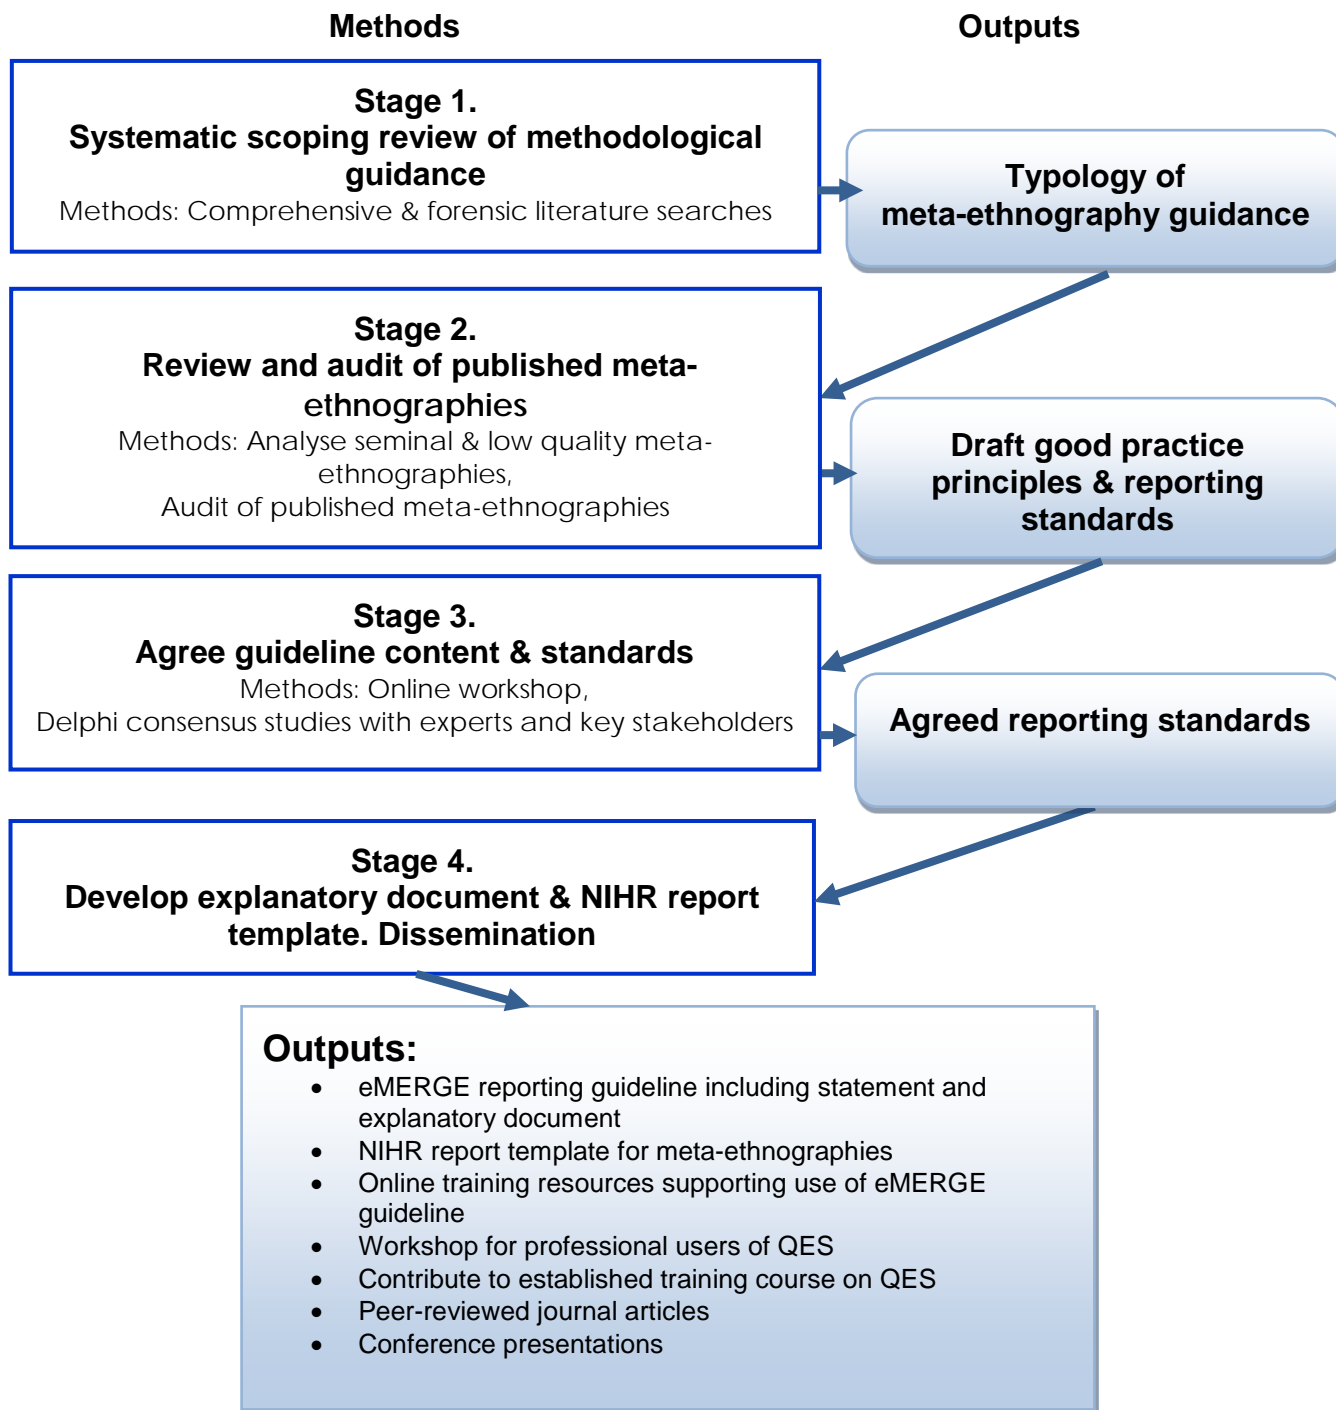 Methods
Outputs
Stage 1.
Systematic scoping review of methodological
guidance
Methods: Comprehensive & forensic literature searches
Typology of
meta-ethnography guidance
Stage 2.
Review and audit of published meta-
ethnographies
Methods: Analyse seminal & low quality meta-
ethnographies,
Audit of published meta-ethnographies
Draft good practice
principles & reporting
standards
Stage 3.
Agree guideline content & standards
Methods: Online workshop,
Delphi consensus studies with experts and key stakeholders
Agreed reporting standards
Stage 4.
Develop explanatory document & NIHR report
template. Dissemination
Outputs:
• eMERGE reporting guideline including statement and
explanatory document
• NIHR report template for meta-ethnographies
• Online training resources supporting use of eMERGE
guideline
• Workshop for professional users of QES
• Contribute to established training course on QES
• Peer-reviewed journal articles
• Conference presentations